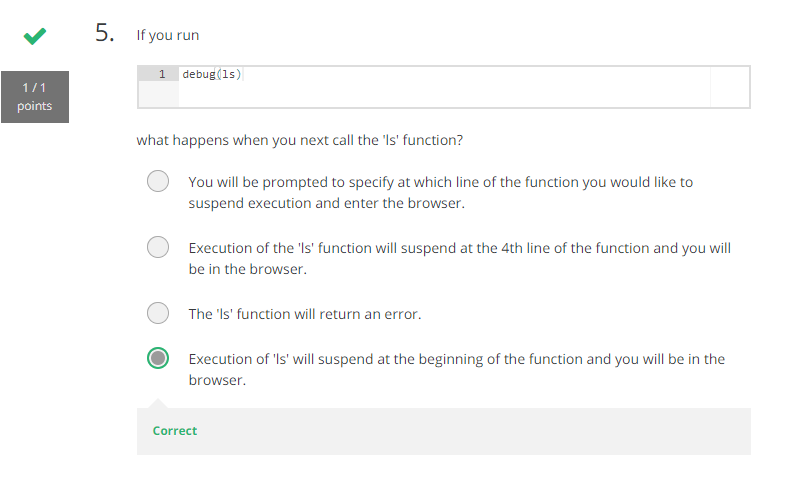 5. If you run
1 / 1
points
1 debug(ls)
what happens when you next call the 'ls' function?
You will be prompted to specify at which line of the function you would like to
suspend execution and enter the browser.
Execution of the 'ls' function will suspend at the 4th line of the function and you will
be in the browser.
The 'ls' function will return an error.
Execution of 'ls' will suspend at the beginning of the function and you will be in the
browser.
Correct